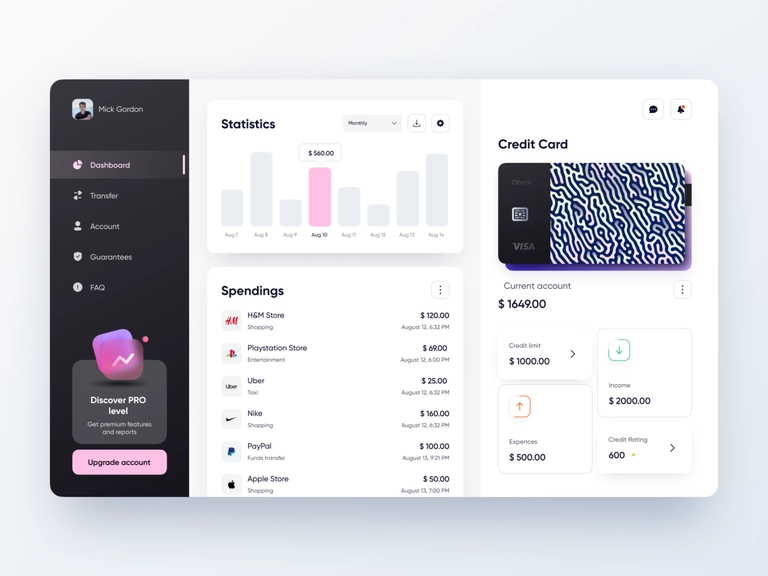 Mick Gordon
Dashboard
Transfer
Account
Guarantees
FAQ
Discover PRO
level
Get premium features
and reports
Upgrade account
Statistics
Monthly
$ 560.00
Aug 7
Aug 8
Aug 9
Aug 10
Aug 11
Aug 12
Aug 13
Aug 14
Spendings
H&M
H&M Store
$ 120.00
Shopping
August 12, 6:32 PM
Playstation Store
$ 69.00
Entertainment
August 12, 6.00 PM
Uber
Uber
$ 25.00
Taxi
August 12, 6:32 PM
Nike
$ 160.00
Shopping
August 12, 6:32 PM
PayPal
$ 100.00
Funds transfer
August 13, 9:21 PM
Apple Store
$ 50.00
Shopping
August 13, 7:00 PM
Credit Card
VISA
Current account
$ 1649.00
Credit limit
$ 1000.00
Income
$ 2000.00
Expences
$ 500.00
Credit Rating
600